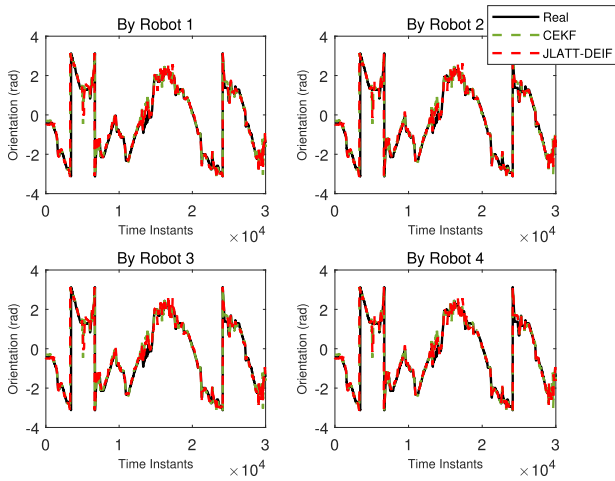 By Robot 1
4
2
0
-2
-4
Orientation (rad)
0
1
2
3
Time Instants
×10^4
By Robot 2
4
2
0
-2
-4
Orientation (rad)
0
1
2
3
Time Instants
×10^4
Real
CEKF
JLATT-DEIF
By Robot 3
4
2
0
-2
-4
Orientation (rad)
0
1
2
3
Time Instants
×10^4
By Robot 4
4
2
0
-2
-4
Orientation (rad)
0
1
2
3
Time Instants
×10^4